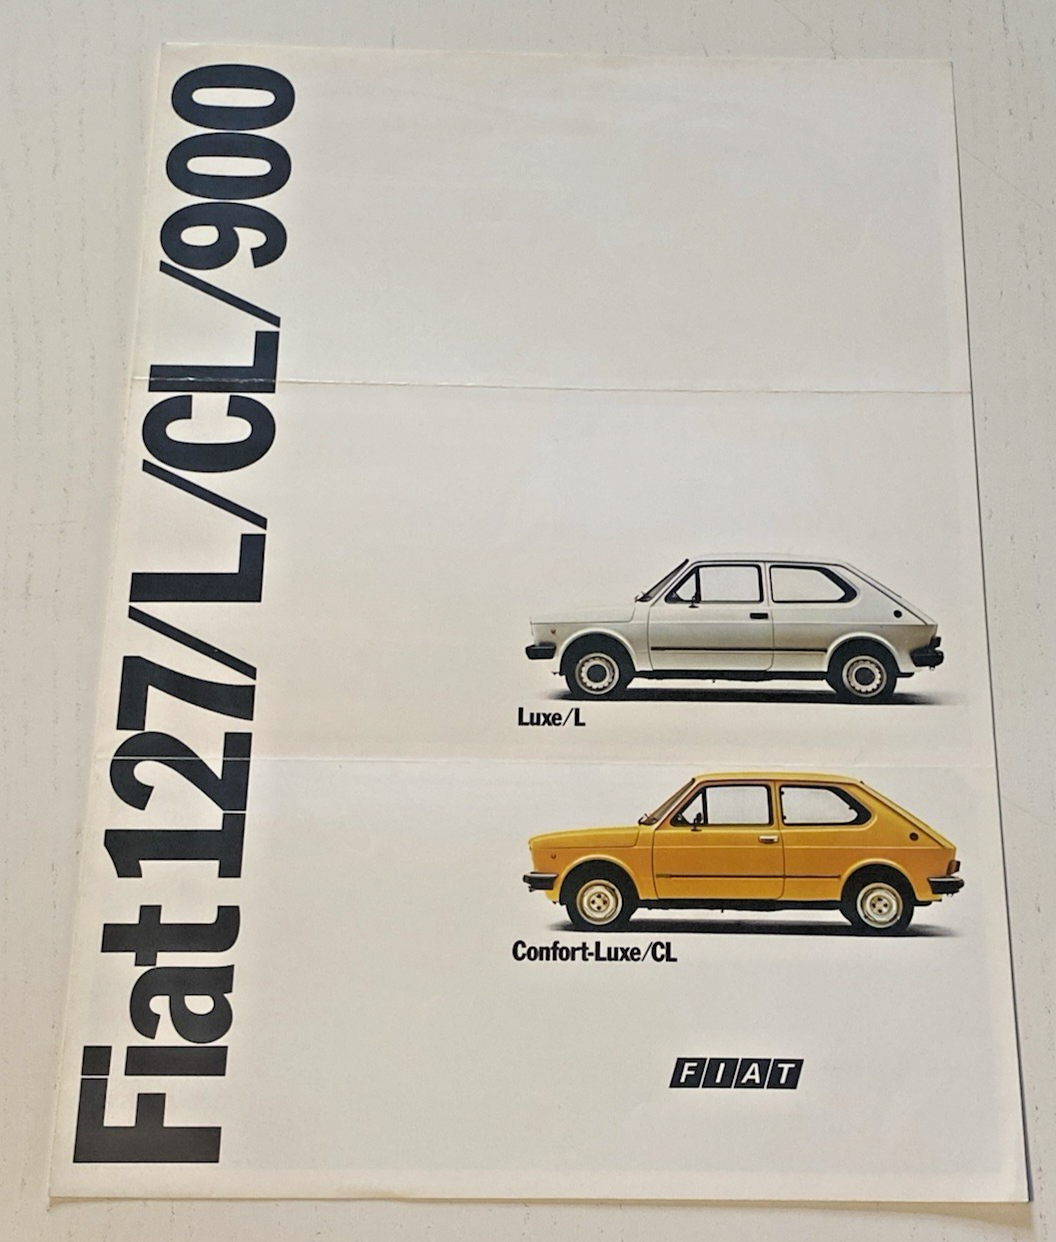 Fiat 127/L/CL/900
Luxe/L
Confort-Luxe/CL
FIAT